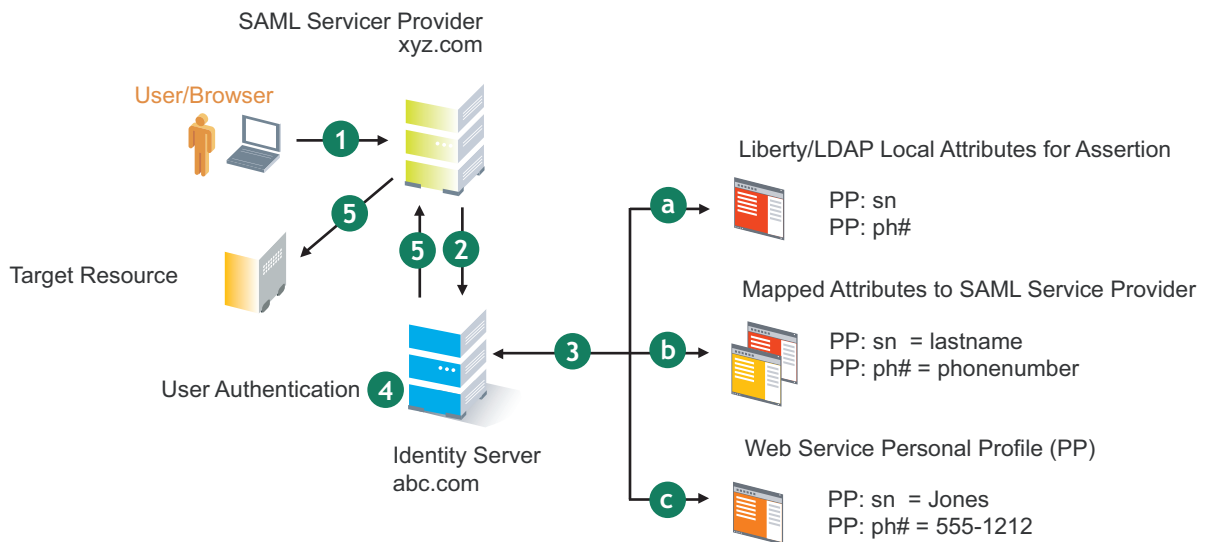 SAML Servicer Provider
xyz.com
User/Browser
1
5
5
2
Target Resource
User Authentication
4
Identity Server
abc.com
3
a
Liberty/LDAP Local Attributes for Assertion
PP: sn
PP: ph#
b
Mapped Attributes to SAML Service Provider
PP: sn = lastname
PP: ph# = phonenumber
c
Web Service Personal Profile (PP)
PP: sn = Jones
PP: ph# = 555-1212